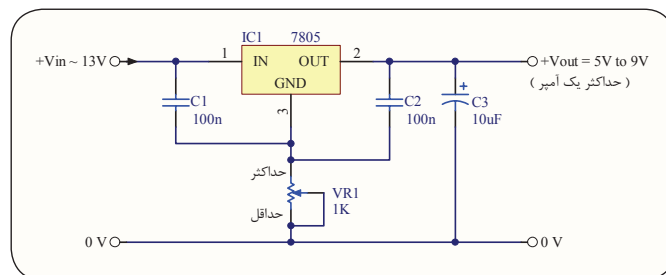 IC1 7805
+Vin ~ 13V
1
IN OUT
2
+Vout = 5V to 9V
GND
( حداکثر یک آمپر )
C1
100n
3
C2
100n
+
C3
10uF
حداکثر
VR1
1K
حداقل
0 V
0 V